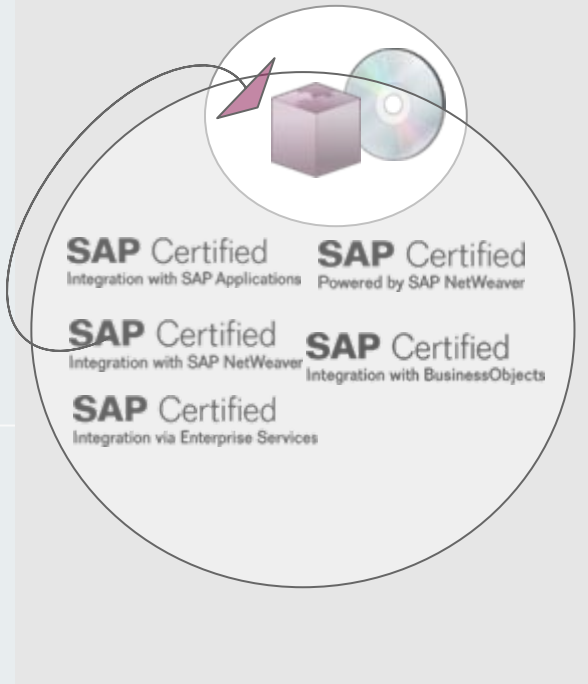 SAP Certified
Integration with SAP Applications
SAP Certified
Powered by SAP NetWeaver
SAP Certified
Integration with SAP NetWeaver
SAP Certified
Integration with BusinessObjects
SAP Certified
Integration via Enterprise Services